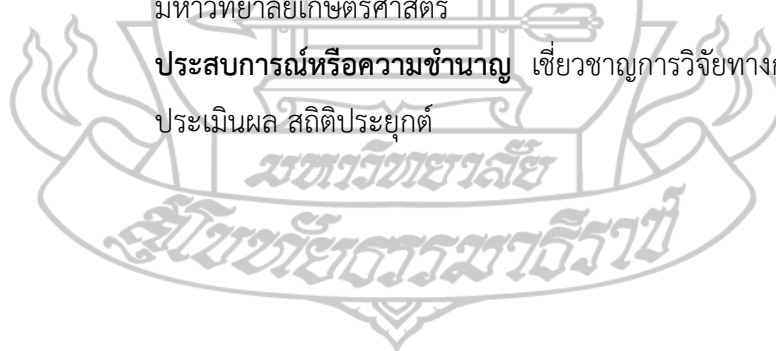 มหาวิทยาลัยเกษตรศาสตร์
ประสบการณ์หรือความชำนาญ เชี่ยวชาญการวิจัยทาง
ประเมินผล สถิติประยุกต์
มหาวิทยาลัย
สุโขทัยธรรมาธิราช